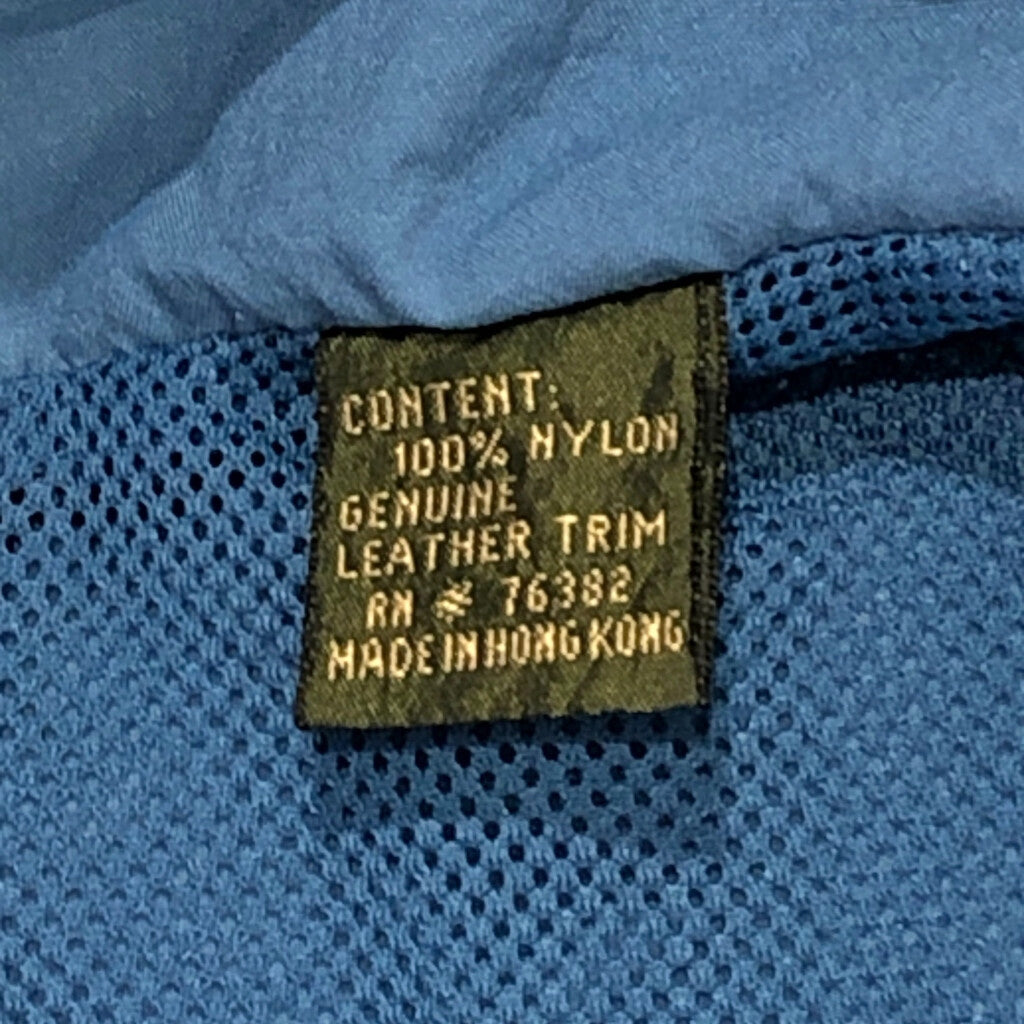 CONTENT:
100% NYLON
GENUINE
LEATHER TRIM
RN # 76382
MADE IN HONG KONG